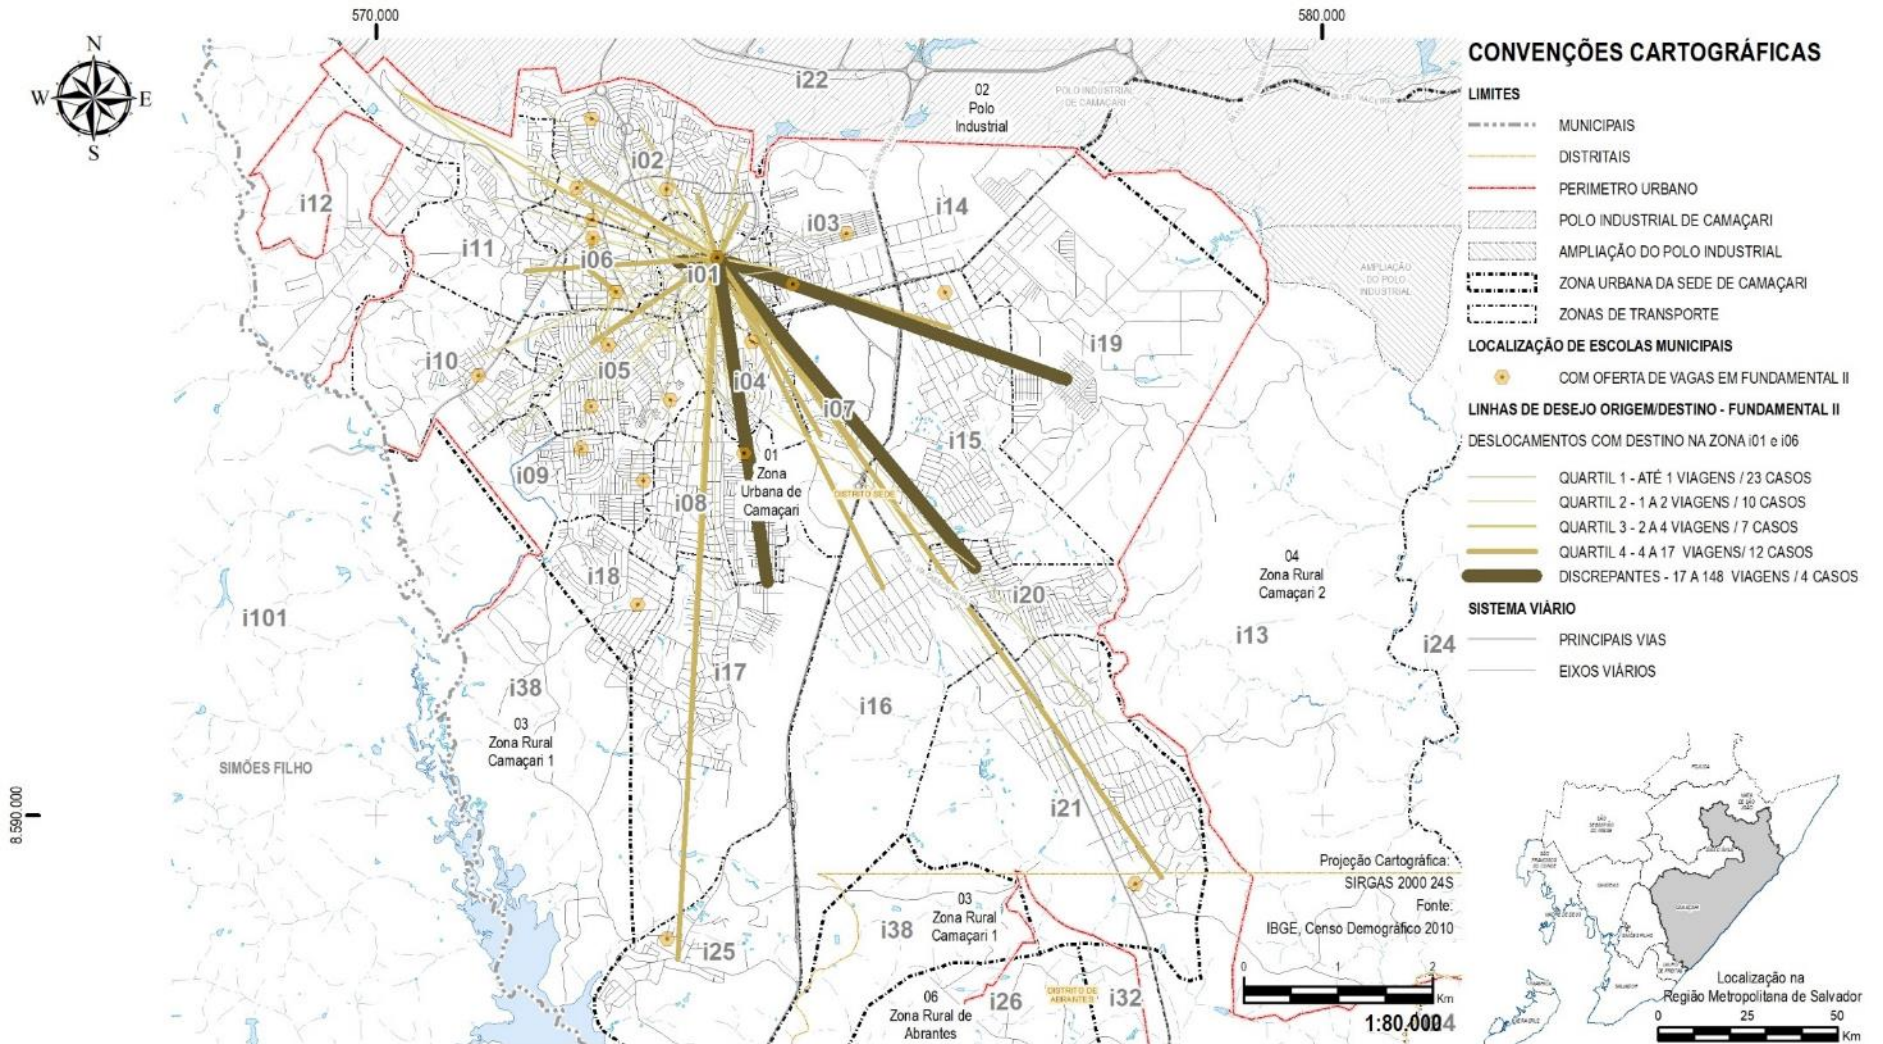 570.000
580.000
N
W
E
S
CONVENÇÕES CARTOGRÁFICAS
LIMITES
MUNICIPAIS
DISTRITAIS
PERIMETRO URBANO
POLO INDUSTRIAL DE CAMAÇARI
AMPLIAÇÃO DO POLO INDUSTRIAL
ZONA URBANA DA SEDE DE CAMAÇARI
ZONAS DE TRANSPORTE
LOCALIZAÇÃO DE ESCOLAS MUNICIPAIS
COM OFERTA DE VAGAS EM FUNDAMENTAL II
LINHAS DE DESEJO ORIGEM/DESTINO - FUNDAMENTAL II
DESLOCAMENTOS COM DESTINO NA ZONA i01 e i06
QUARTIL 1 - ATÉ 1 VIAGENS / 23 CASOS
QUARTIL 2 - 1 A 2 VIAGENS / 10 CASOS
QUARTIL 3 - 2 A 4 VIAGENS / 7 CASOS
QUARTIL 4 - 4 A 17 VIAGENS/ 12 CASOS
DISCREPANTES - 17 A 148 VIAGENS / 4 CASOS
SISTEMA VIÁRIO
PRINCIPAIS VIAS
EIXOS VIÁRIOS
i22
02
Polo
Industrial
POLO INDUSTRIAL
DE CAMAÇARI
i02
i12
i03
i14
i11
i06
i01
AMPLIAÇÃO
DO POLO
INDUSTRIAL
i19
i10
i05
i04
i07
i15
01
Zona
Urbana de
Camaçari
i09
i08
DISTRITO SEDE
i18
i20
04
Zona Rural
Camaçari 2
i101
i13
i24
i17
i38
03
Zona Rural
Camaçari 1
i16
SIMÕES FILHO
8.590.000
i21
i25
i38
03
Zona Rural
Camaçari 1
06
Zona Rural de
Abrantes
i26
DISTRITO DE
ABRANTES
i32
Projeção Cartográfica:
SIRGAS 2000 24S
Fonte:
IBGE, Censo Demográfico 2010
0 1 2
Km
1:80.000
Localização na
Região Metropolitana de Salvador
0 25 50
Km